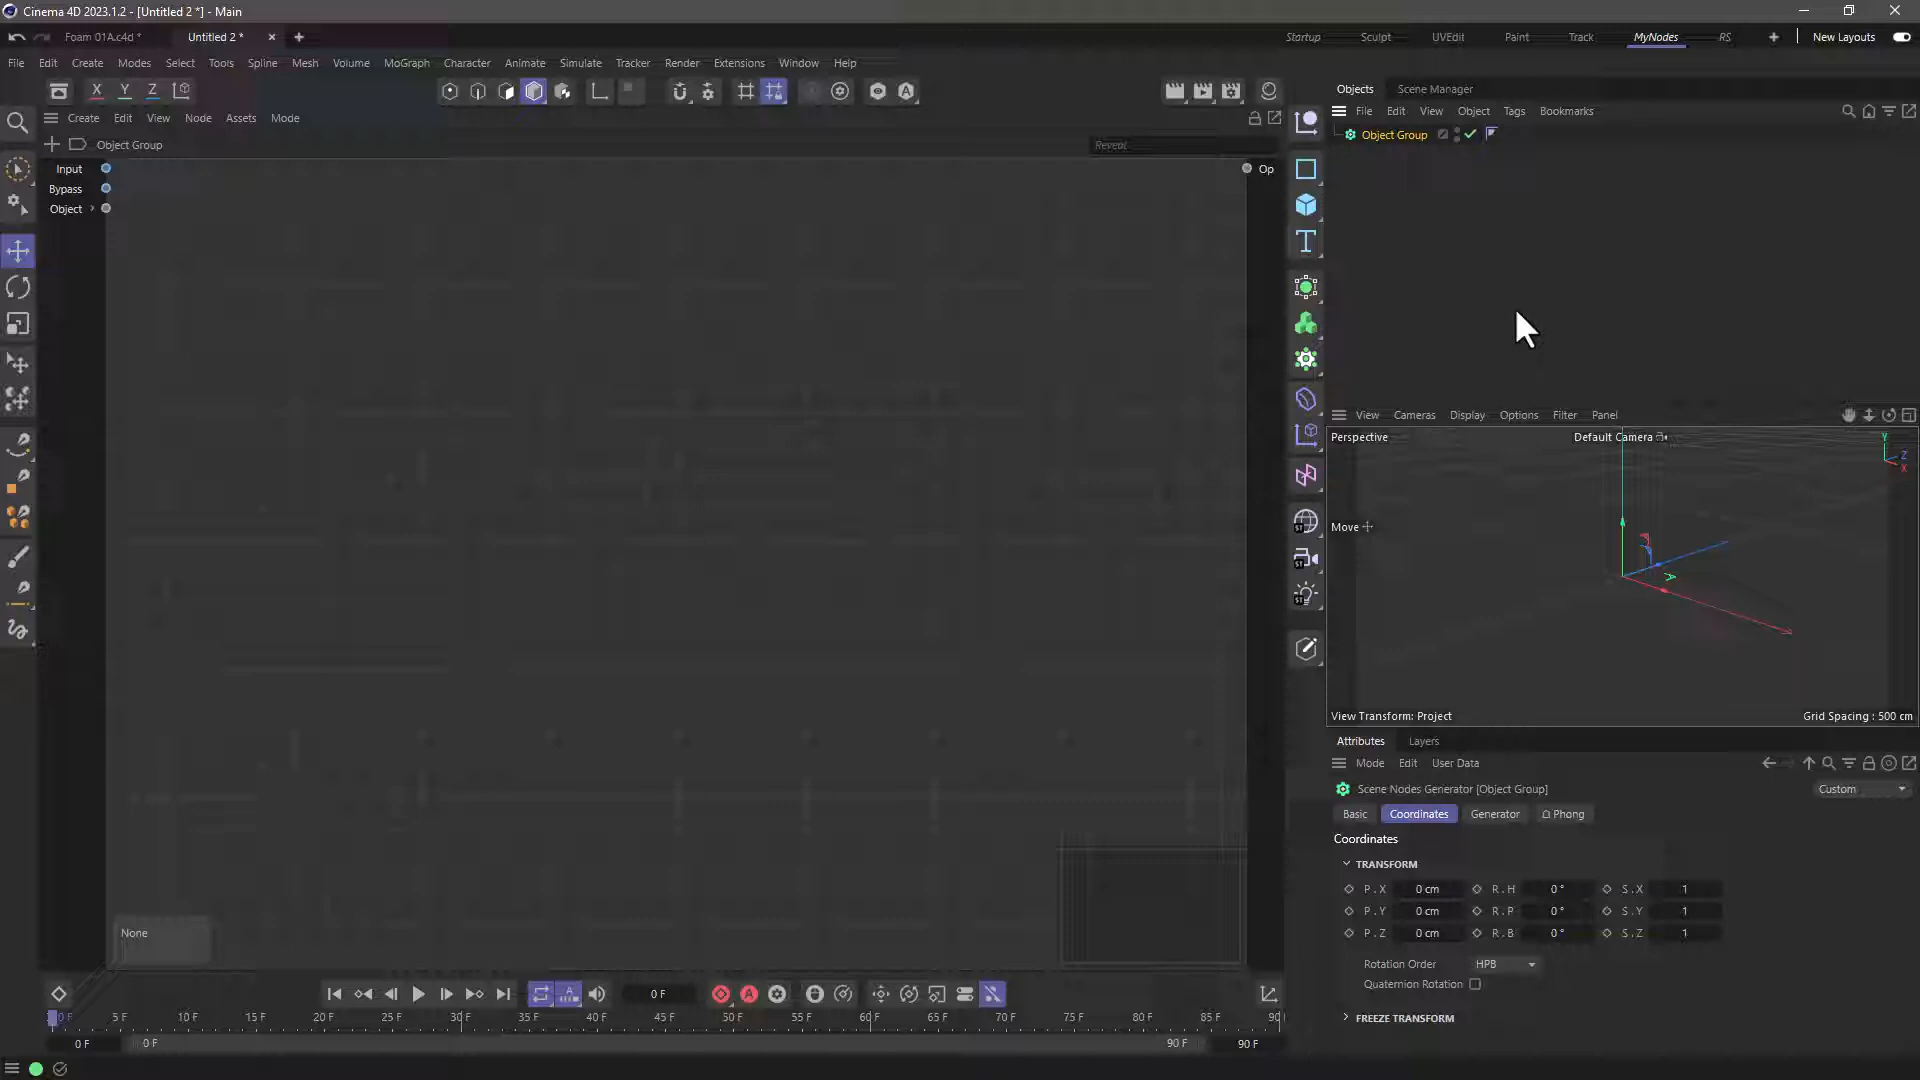 Cinema 4D 2023.1.2 - [Untitled 2 *] - Main
Foam 01A.c4d *
Untitled 2 *
Startup
Sculpt
UVEdit
Paint
Track
MyNodes
RS
New Layouts
File
Edit
Create
Modes
Select
Tools
Spline
Mesh
Volume
MoGraph
Character
Animate
Simulate
Tracker
Render
Extensions
Window
Help
X
Y
Z
Create
Edit
View
Node
Assets
Mode
Object Group
Reveal
Input
Bypass
Object
Op
None
Objects
Scene Manager
File
Edit
View
Object
Tags
Bookmarks
Object Group
View
Cameras
Display
Options
Filter
Panel
Perspective
Default Camera
Y
Z
X
Move
View Transform: Project
Grid Spacing : 500 cm
Attributes
Layers
Mode
Edit
User Data
Scene Nodes Generator [Object Group]
Custom
Basic
Coordinates
Generator
Phong
Coordinates
TRANSFORM
P . X 0 cm R . H 0 ° S . X 1
P . Y 0 cm R . P 0 ° S . Y 1
P . Z 0 cm R . B 0 ° S . Z 1
Rotation Order HPB
Quaternion Rotation
FREEZE TRANSFORM
0 F
0 F 5 F 10 F 15 F 20 F 25 F 30 F 35 F 40 F 45 F 50 F 55 F 60 F 65 F 70 F 75 F 80 F 85 F 90
0 F
0 F
90 F
90 F